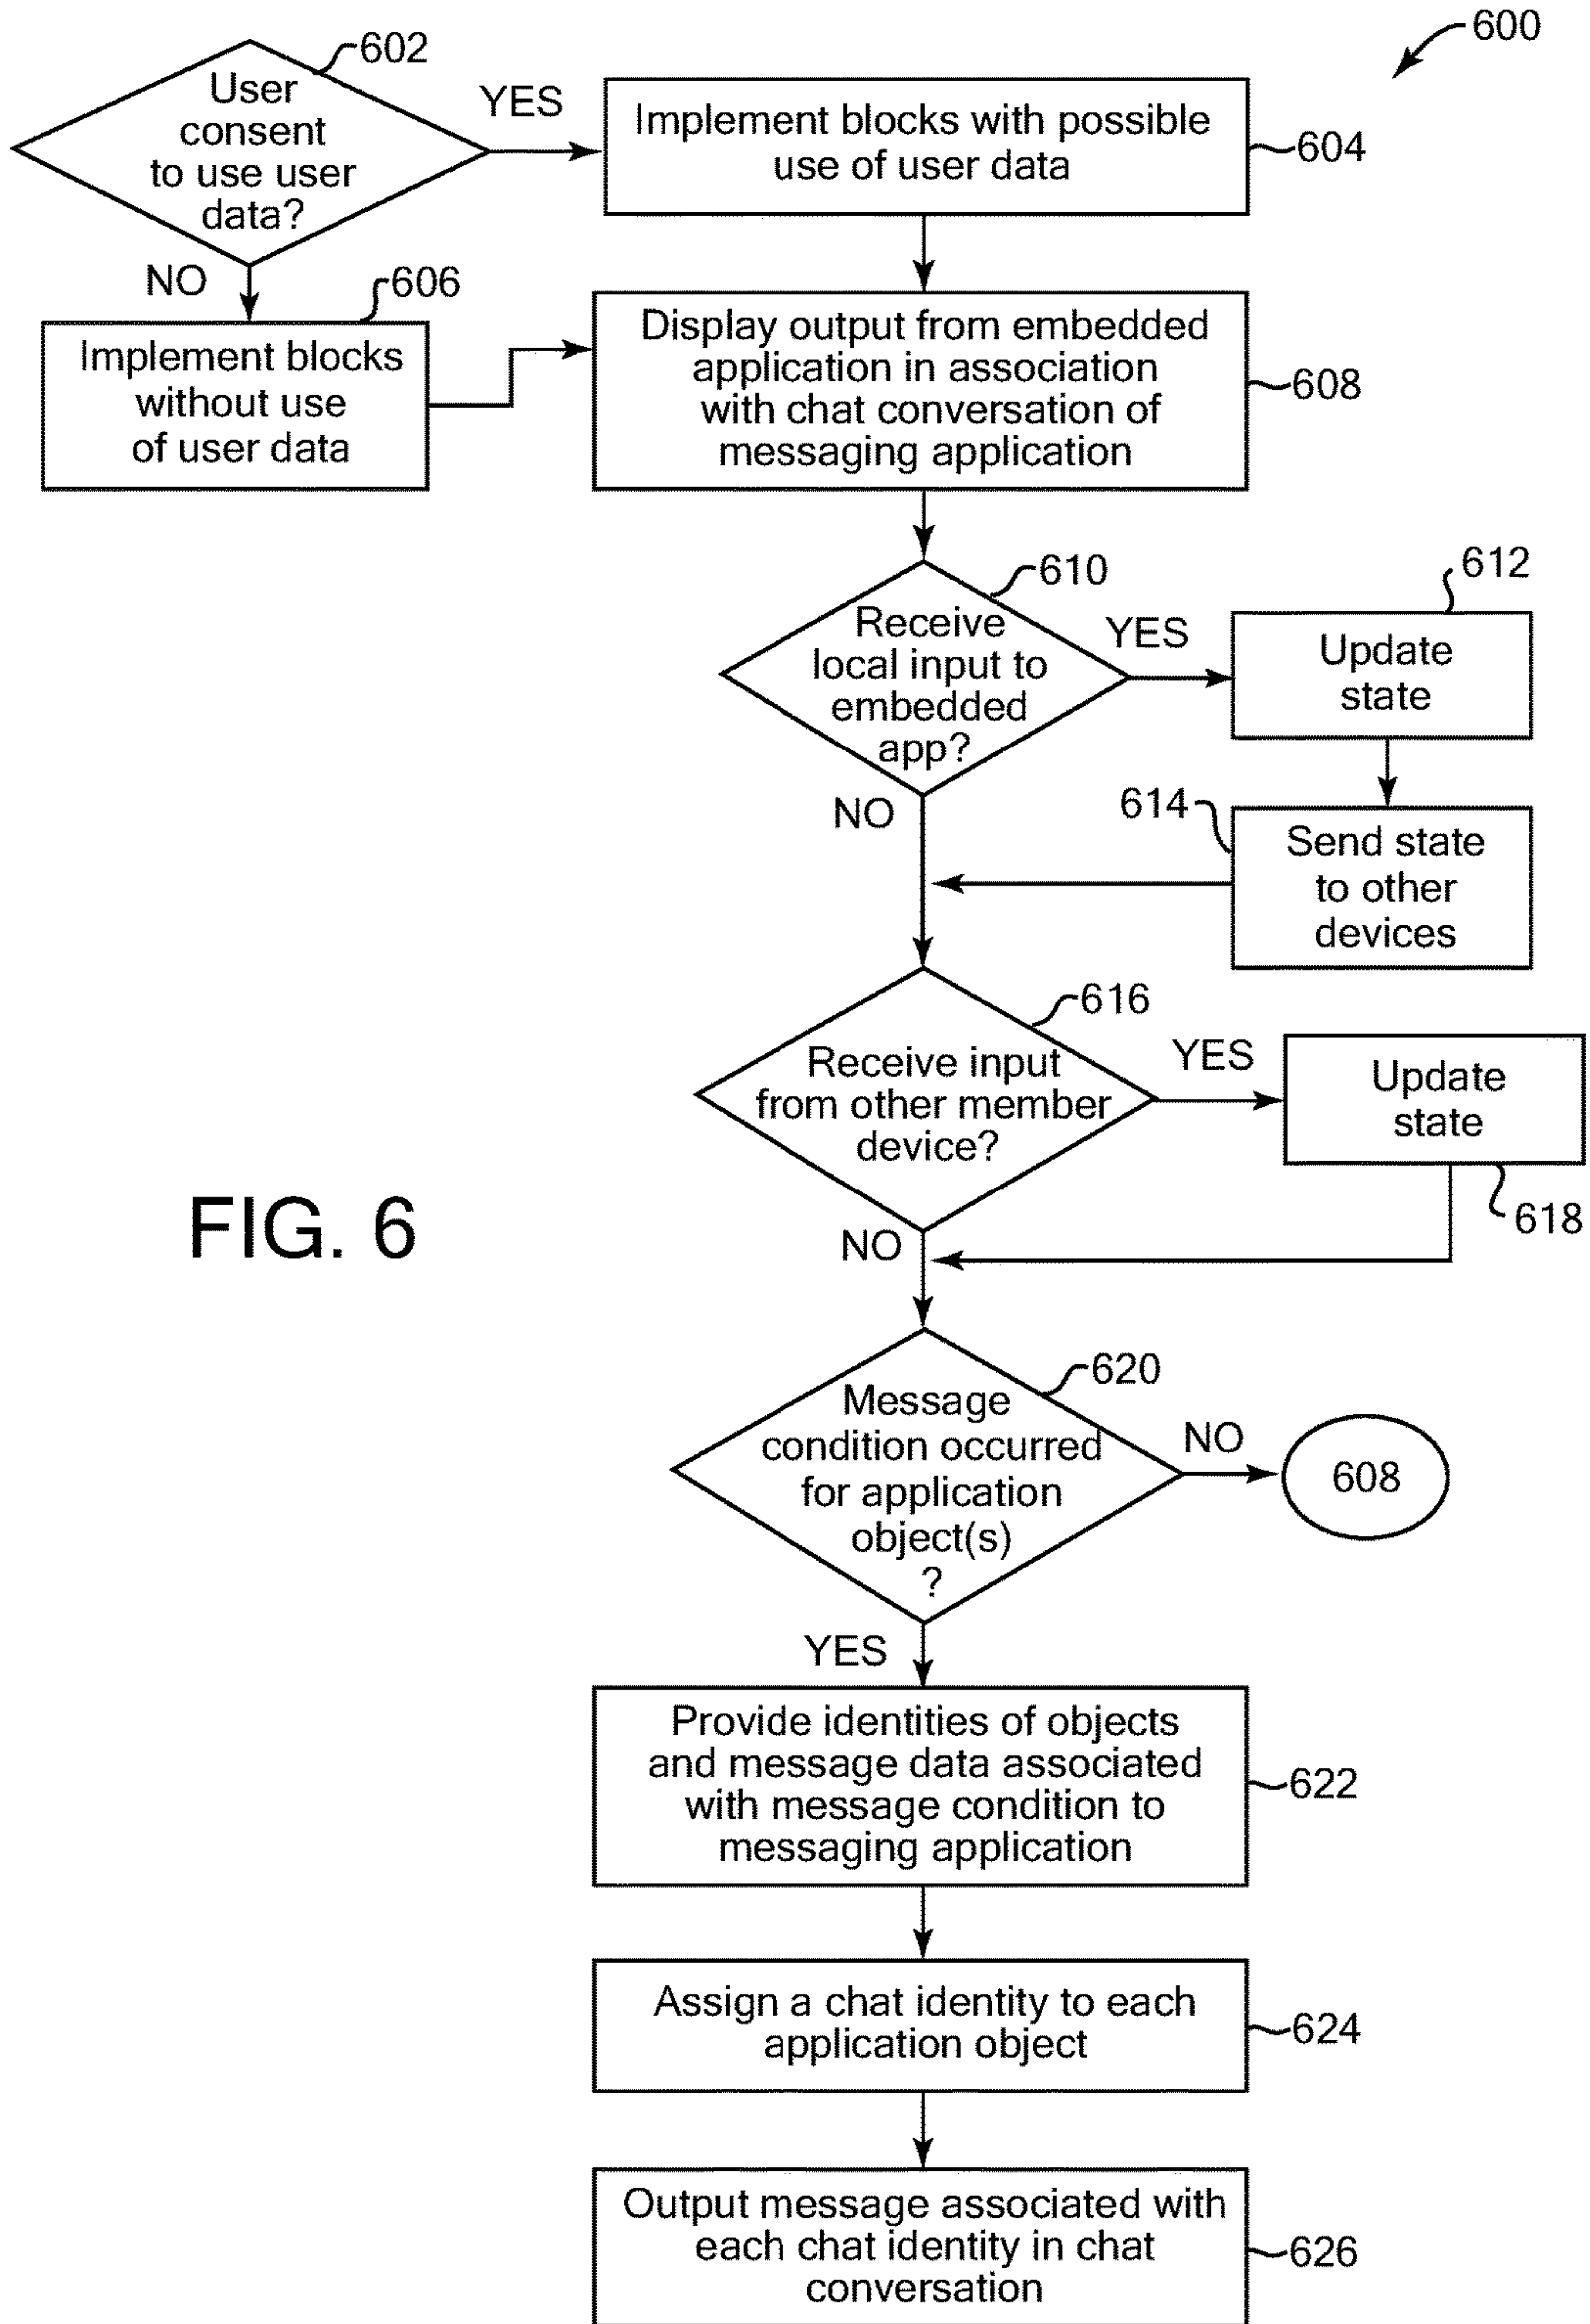 600
602
User
consent
to use user
data?
YES
Implement blocks with possible
use of user data
604
NO
606
Implement blocks
without use
of user data
Display output from embedded
application in association
with chat conversation of
messaging application
608
610
Receive
local input to
embedded
app?
YES
612
Update
state
NO
614
Send state
to other
devices
616
Receive input
from other member
device?
YES
Update
state
618
FIG. 6
NO
620
Message
condition occurred
for application
object(s)
?
NO
608
YES
Provide identities of objects
and message data associated
with message condition to
messaging application
622
Assign a chat identity to each
application object
624
Output message associated with
each chat identity in chat
conversation
626